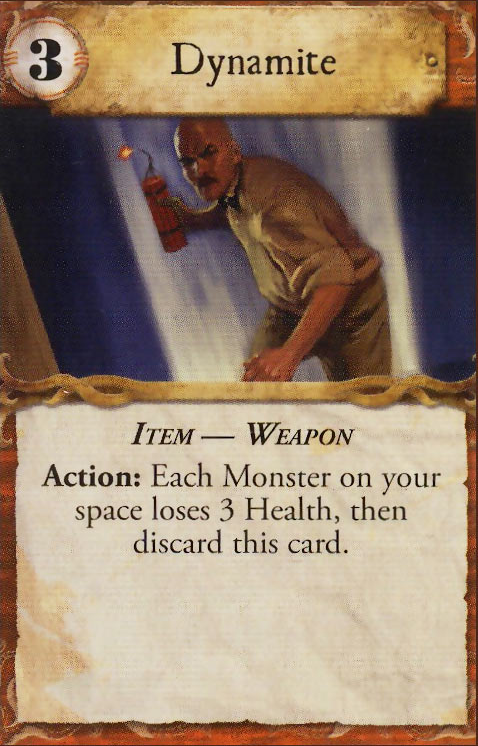 3
Dynamite
Item — Weapon
Action: Each Monster on your
space loses 3 Health, then
discard this card.